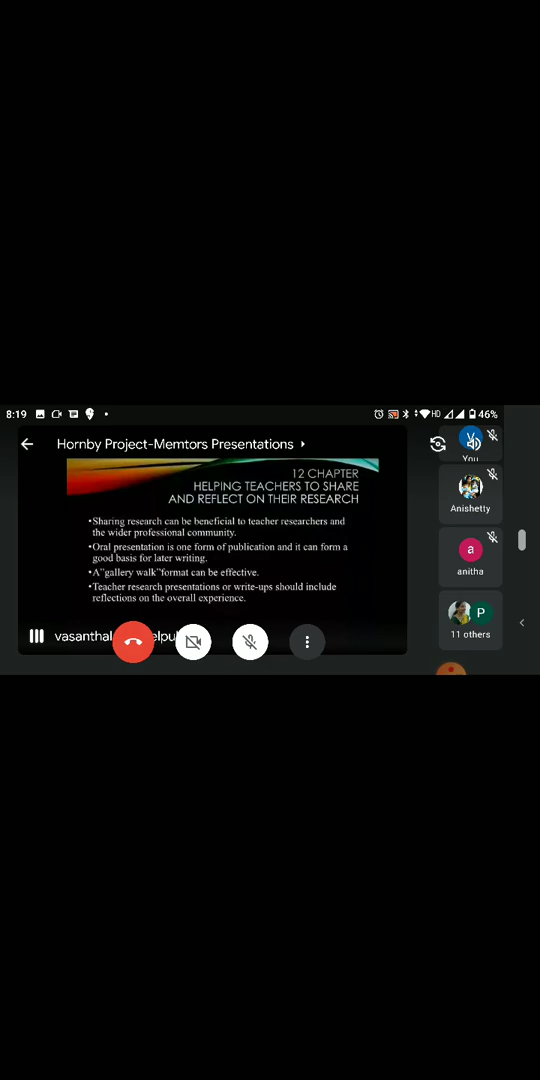 8:19
HD
46%
Hornby Project-Memtors Presentations
12 CHAPTER
HELPING TEACHERS TO SHARE
AND REFLECT ON THEIR RESEARCH
•Sharing research can be beneficial to teacher researchers and
the wider professional community.
•Oral presentation is one form of publication and it can form a
good basis for later writing.
•A"gallery walk"format can be effective.
•Teacher research presentations or write-ups should include
reflections on the overall experience.
You
Anishetty
a
anitha
P
11 others